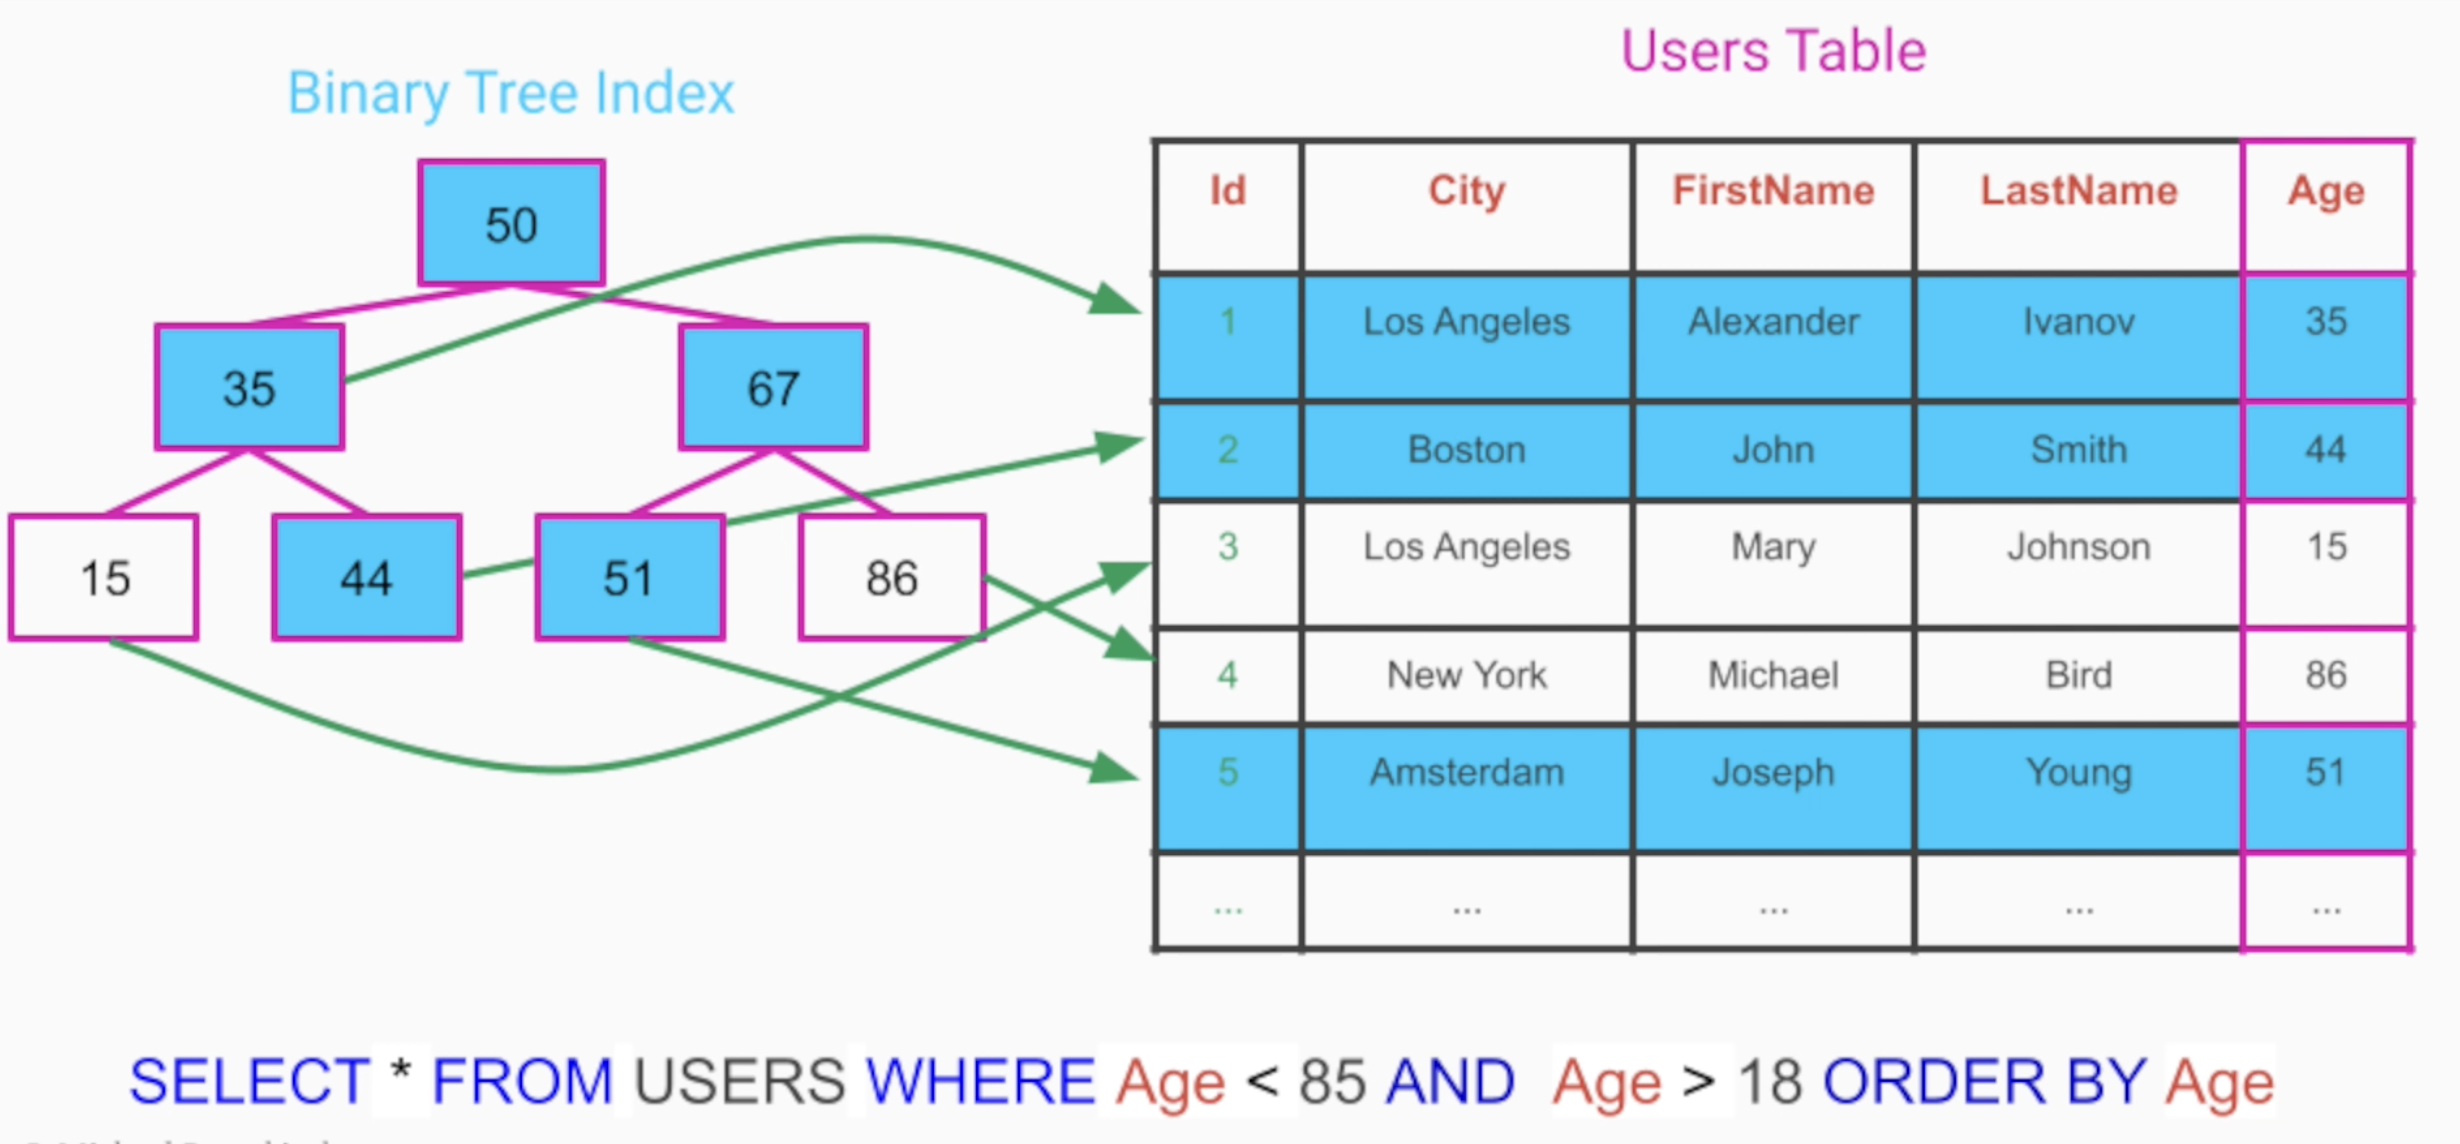 Users Table
Binary Tree Index
50
35
67
15
44
51
86
Id City FirstName LastName Age
1 Los Angeles Alexander Ivanov 35
2 Boston John Smith 44
3 Los Angeles Mary Johnson 15
4 New York Michael Bird 86
5 Amsterdam Joseph Young 51
... ... ... ... ...
SELECT * FROM USERS WHERE Age < 85 AND Age > 18 ORDER BY Age